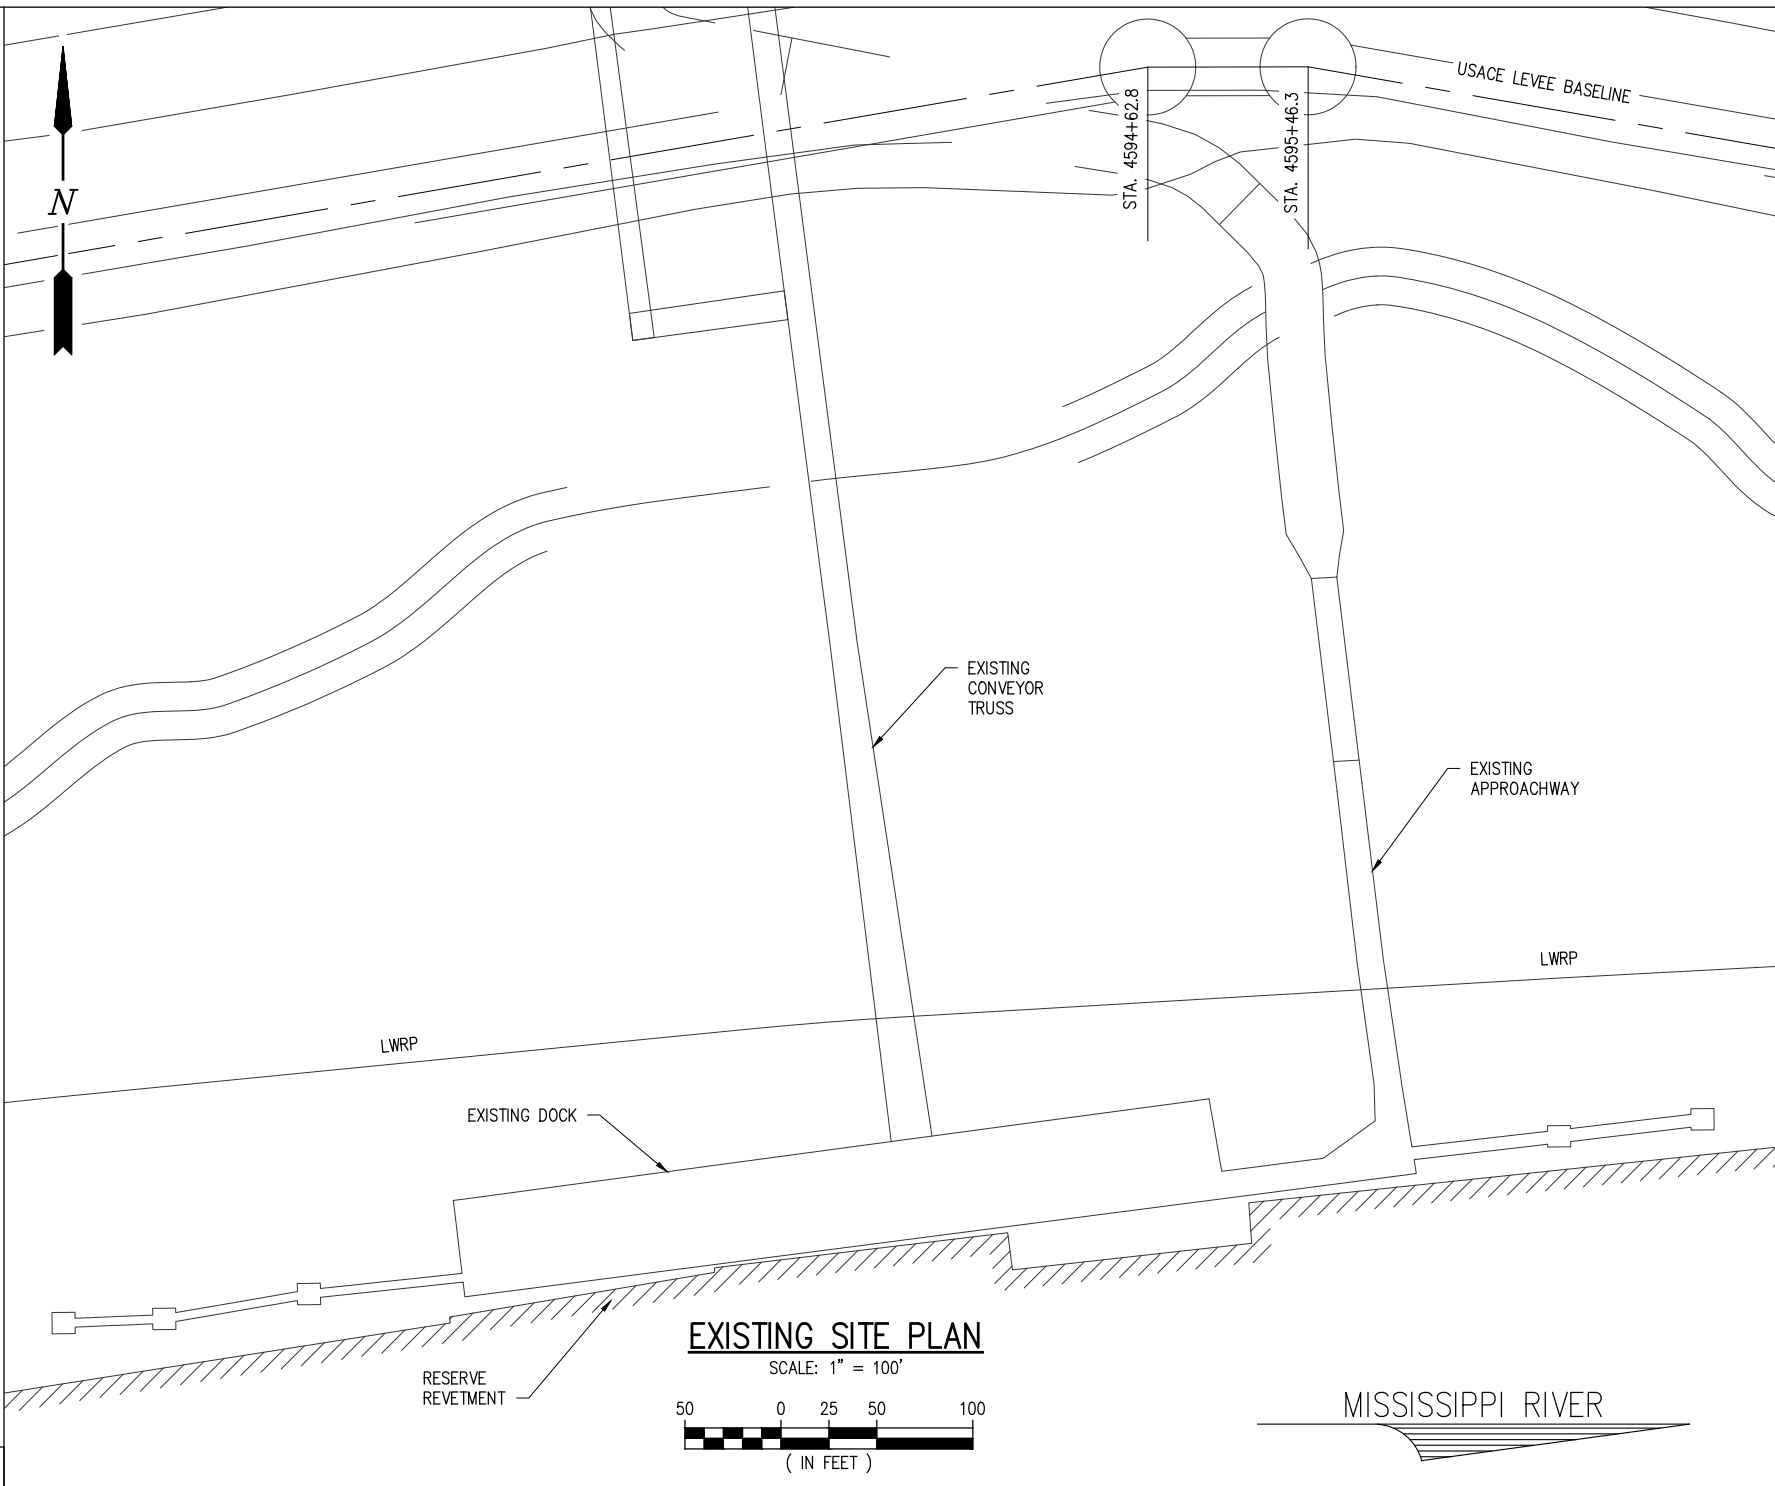 USACE LEVEE BASELINE
STA. 4594+62.8
STA. 4595+46.3
N
EXISTING
CONVEYOR
TRUSS
EXISTING
APPROACHWAY
LWRP
LWRP
EXISTING DOCK
EXISTING SITE PLAN
SCALE: 1" = 100'
RESERVE
REVETMENT
50 0 25 50 100
( IN FEET )
MISSISSIPPI RIVER